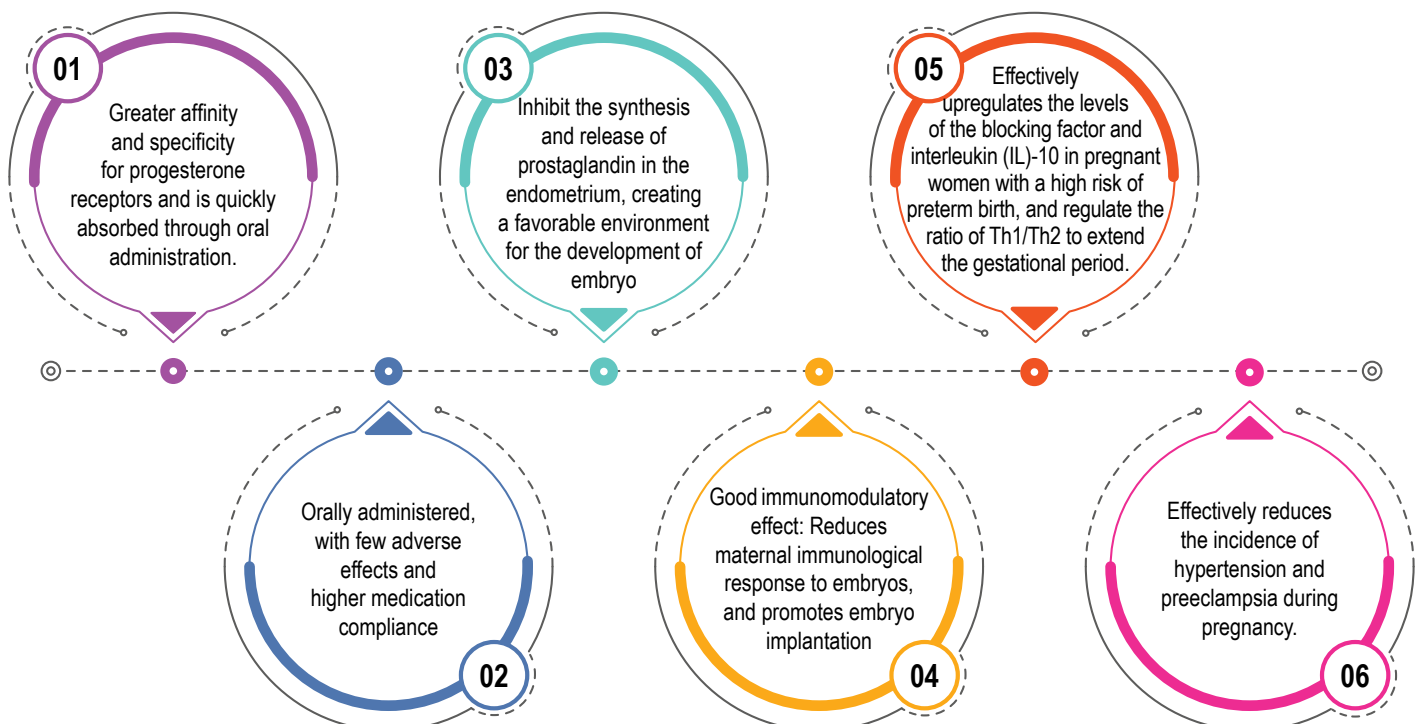 01
Greater affinity
and specificity
for progesterone
receptors and is quickly
absorbed through oral
administration.
02
Orally administered,
with few adverse
effects and
higher medication
compliance
03
Inhibit the synthesis
and release of
prostaglandin in the
endometrium, creating
a favorable environment
for the development of
embryo
04
Good immunomodulatory
effect: Reduces
maternal immunological
response to embryos,
and promotes embryo
implantation
05
Effectively
upregulates the levels
of the blocking factor and
interleukin (IL)-10 in pregnant
women with a high risk of
preterm birth, and regulate the
ratio of Th1/Th2 to extend
the gestational period.
06
Effectively reduces
the incidence of
hypertension and
preeclampsia during
pregnancy.